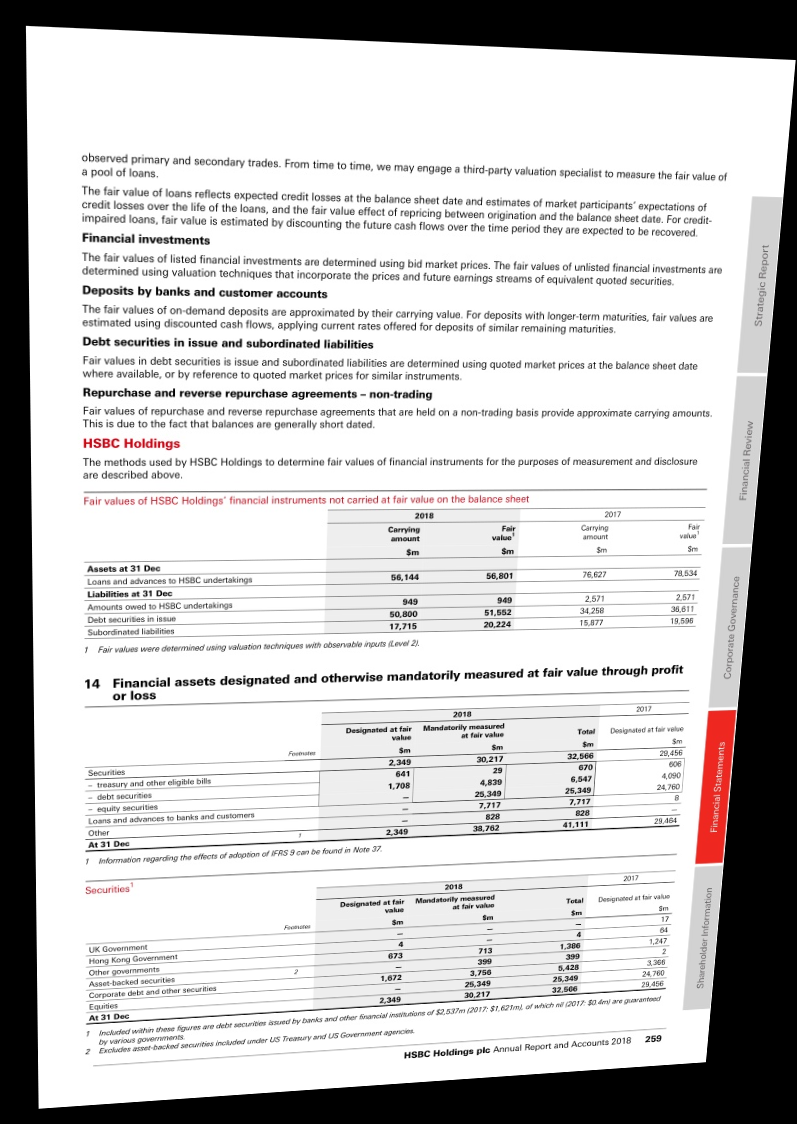 observed primary and secondary trades. From time to time, we may engage a third-party valuation specialist to measure the fair value of
a pool of loans.
The fair value of loans reflects expected credit losses at the balance sheet date and estimates of market participants' expectations of
credit losses over the life of the loans, and the fair value effect of repricing between origination and the balance sheet date. For credit-
impaired loans, fair value is estimated by discounting the future cash flows over the time period they are expected to be recovered.
Financial investments
The fair values of listed financial investments are determined using bid market prices. The fair values of unlisted financial investments are
determined using valuation techniques that incorporate the prices and future earnings streams of equivalent quoted securities.
Deposits by banks and customer accounts
The fair values of on-demand deposits are approximated by their carrying value. For deposits with longer-term maturities, fair values are
estimated using discounted cash flows, applying current rates offered for deposits of similar remaining maturities.
Debt securities in issue and subordinated liabilities
Fair values in debt securities is issue and subordinated liabilities are determined using quoted market prices at the balance sheet date
where available, or by reference to quoted market prices for similar instruments.
Repurchase and reverse repurchase agreements – non-trading
Fair values of repurchase and reverse repurchase agreements that are held on a non-trading basis provide approximate carrying amounts.
This is due to the fact that balances are generally short dated.
HSBC Holdings
The methods used by HSBC Holdings to determine fair values of financial instruments for the purposes of measurement and disclosure
are described above.
Fair values of HSBC Holdings' financial instruments not carried at fair value on the balance sheet
2018 2017
Carrying amount Fair value1 Carrying amount Fair value1
$m $m $m $m
Assets at 31 Dec
Loans and advances to HSBC undertakings 56,144 56,801 76,627 78,534
Liabilities at 31 Dec
Amounts owed to HSBC undertakings 949 949 2,571 2,571
Debt securities in issue 50,800 51,552 34,258 36,611
Subordinated liabilities 17,715 20,224 15,877 19,596
1 Fair values were determined using valuation techniques with observable inputs (Level 2).
14 Financial assets designated and otherwise mandatorily measured at fair value through profit
or loss
2018 2017
Designated at fair value Mandatorily measured at fair value Total Designated at fair value
Footnotes $m $m $m $m
Securities 2,349 30,217 32,566 29,456
– treasury and other eligible bills 641 29 670 606
– debt securities 1,708 4,839 6,547 4,090
– equity securities – 25,349 25,349 24,760
Loans and advances to banks and customers – 7,717 7,717 8
Other – 828 828 –
At 31 Dec 1 2,349 38,762 41,111 29,464
1 Information regarding the effects of adoption of IFRS 9 can be found in Note 37.
Securities1
2018 2017
Designated at fair value Mandatorily measured at fair value Total Designated at fair value
Footnotes $m $m $m $m
UK Government – – – 17
Hong Kong Government 4 – 4 64
Other governments 673 713 1,386 1,247
Asset-backed securities 2 – 399 399 2
Corporate debt and other securities 1,672 3,756 5,428 3,366
Equities – 25,349 25,349 24,760
At 31 Dec 2,349 30,217 32,566 29,456
1 Included within these figures are debt securities issued by banks and other financial institutions of $2,537m (2017: $1,621m), of which nil (2017: $0.4m) are guaranteed
by various governments.
2 Excludes asset-backed securities included under US Treasury and US Government agencies.
HSBC Holdings plc Annual Report and Accounts 2018 259
Strategic Report
Financial Review
Corporate Governance
Financial Statements
Shareholder Information